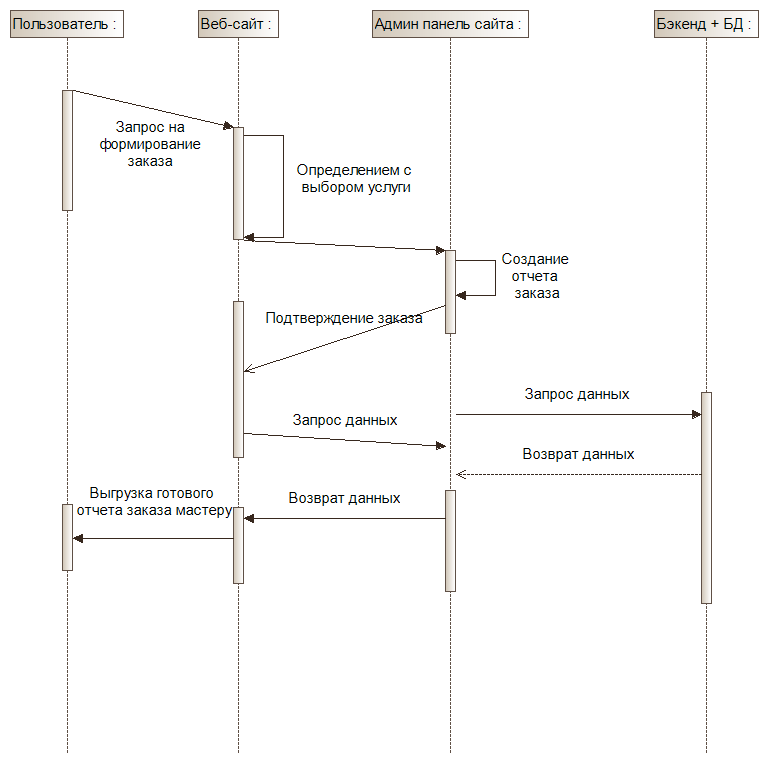 Пользователь :
Веб-сайт :
Админ панель сайта :
Бэкенд + БД :
Запрос на
формирование
заказа
Определением с
выбором услуги
Создание
отчета
заказа
Подтверждение заказа
Запрос данных
Запрос данных
Возврат данных
Выгрузка готового
отчета заказа мастеру
Возврат данных